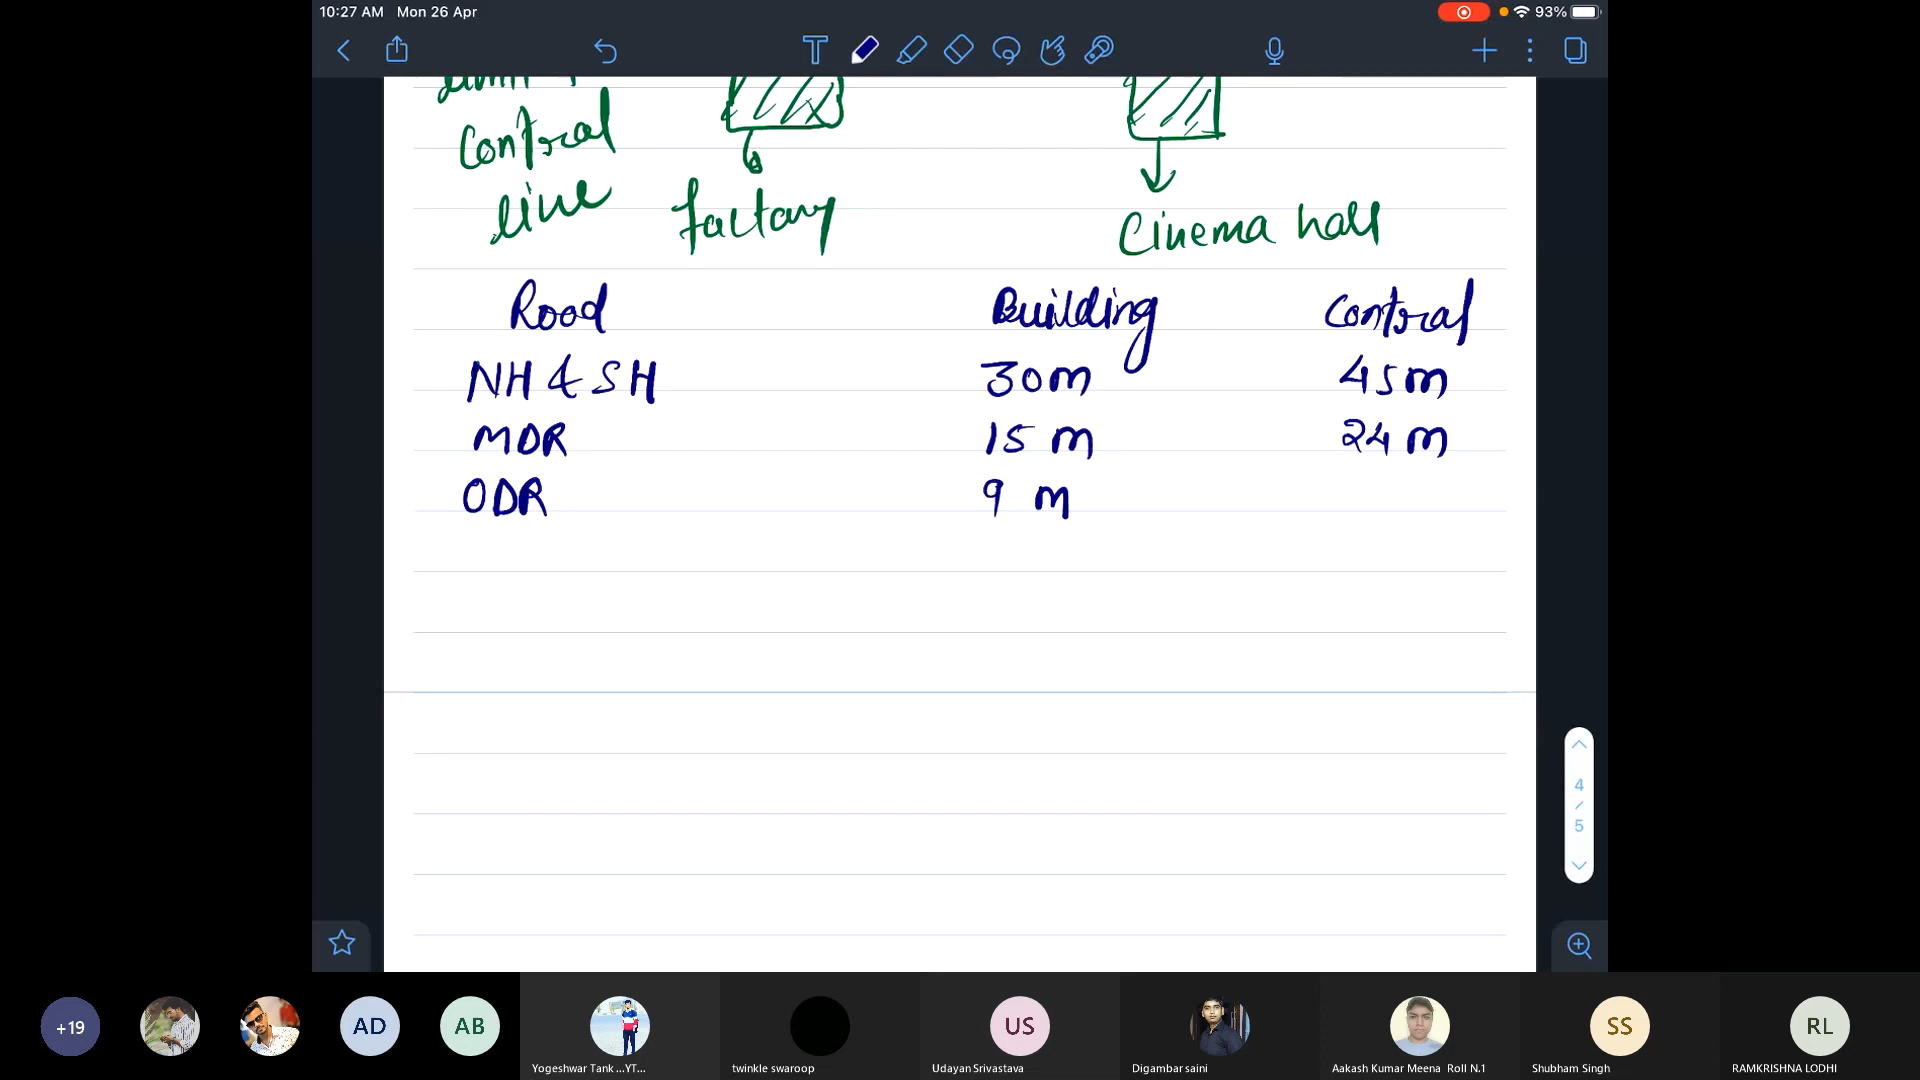 10:27 AM Mon 26 Apr
93%
T
Control
line
factory
Cinema hall
Road
Building
Control
NH & SH
30m
45m
MDR
15 m
24 m
ODR
9 m
4
/
5
+19
AD
AB
US
SS
RL
Yogeshwar Tank ...YT...
twinkle swaroop
Udayan Srivastava
Digambar saini
Aakash Kumar Meena Roll N.1
Shubham Singh
RAMKRISHNA LODHI